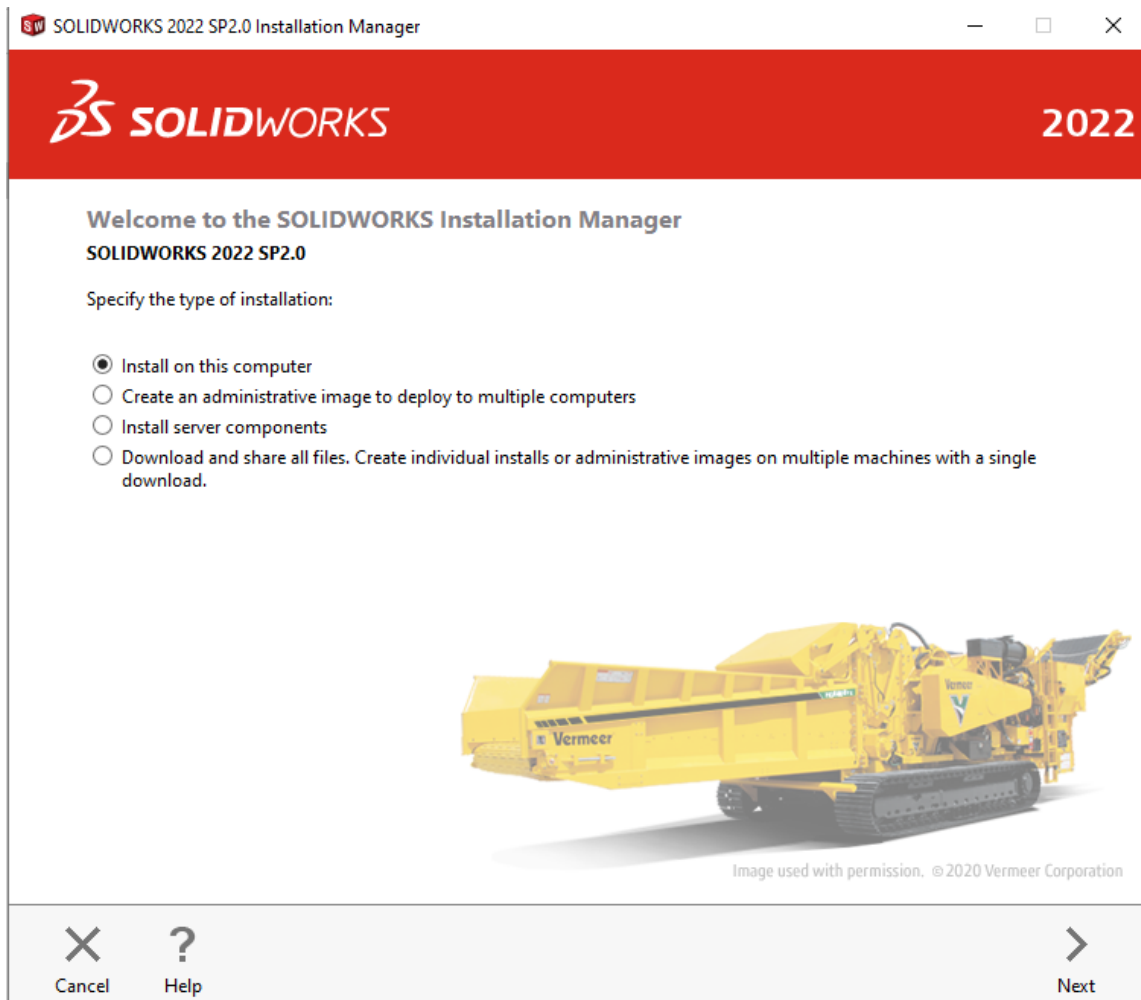 SOLIDWORKS 2022 SP2.0 Installation Manager
SOLIDWORKS
2022
Welcome to the SOLIDWORKS Installation Manager
SOLIDWORKS 2022 SP2.0
Specify the type of installation:
Install on this computer
Create an administrative image to deploy to multiple computers
Install server components
Download and share all files. Create individual installs or administrative images on multiple machines with a single
download.
Vermeer
Vermeer
Image used with permission. © 2020 Vermeer Corporation
Cancel
Help
Next